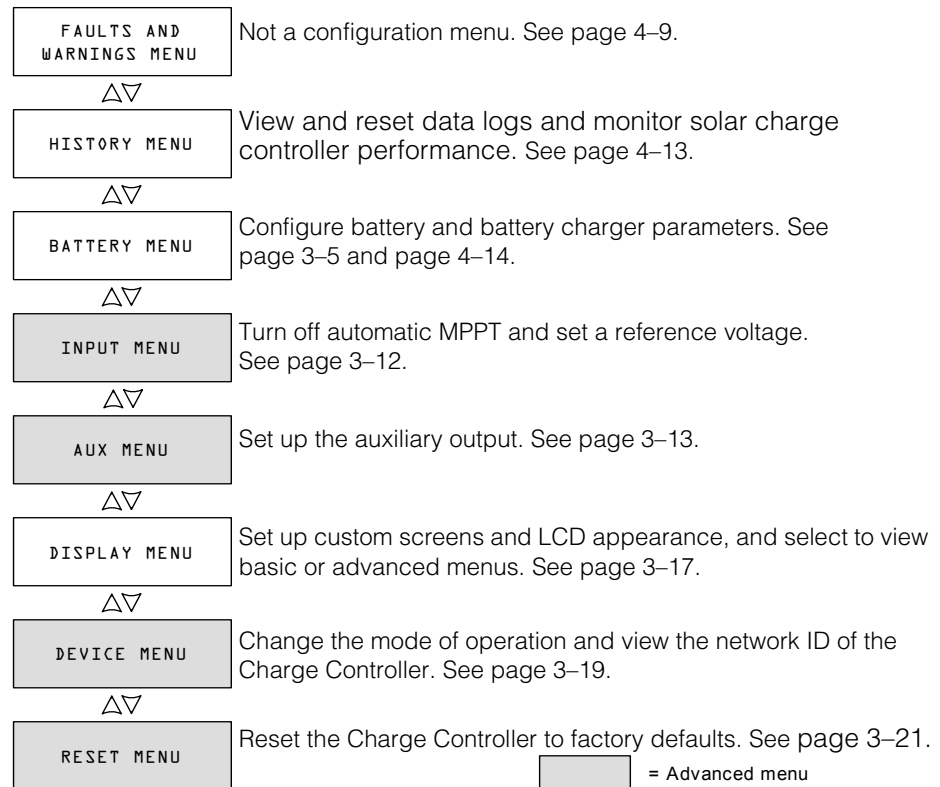 FAULTS AND
WARNINGS MENU
Not a configuration menu. See page 4–9.
HISTORY MENU
View and reset data logs and monitor solar charge
controller performance. See page 4–13.
BATTERY MENU
Configure battery and battery charger parameters. See
page 3–5 and page 4–14.
INPUT MENU
Turn off automatic MPPT and set a reference voltage.
See page 3–12.
AUX MENU
Set up the auxiliary output. See page 3–13.
DISPLAY MENU
Set up custom screens and LCD appearance, and select to view
basic or advanced menus. See page 3–17.
DEVICE MENU
Change the mode of operation and view the network ID of the
Charge Controller. See page 3–19.
RESET MENU
Reset the Charge Controller to factory defaults. See page 3–21.
= Advanced menu